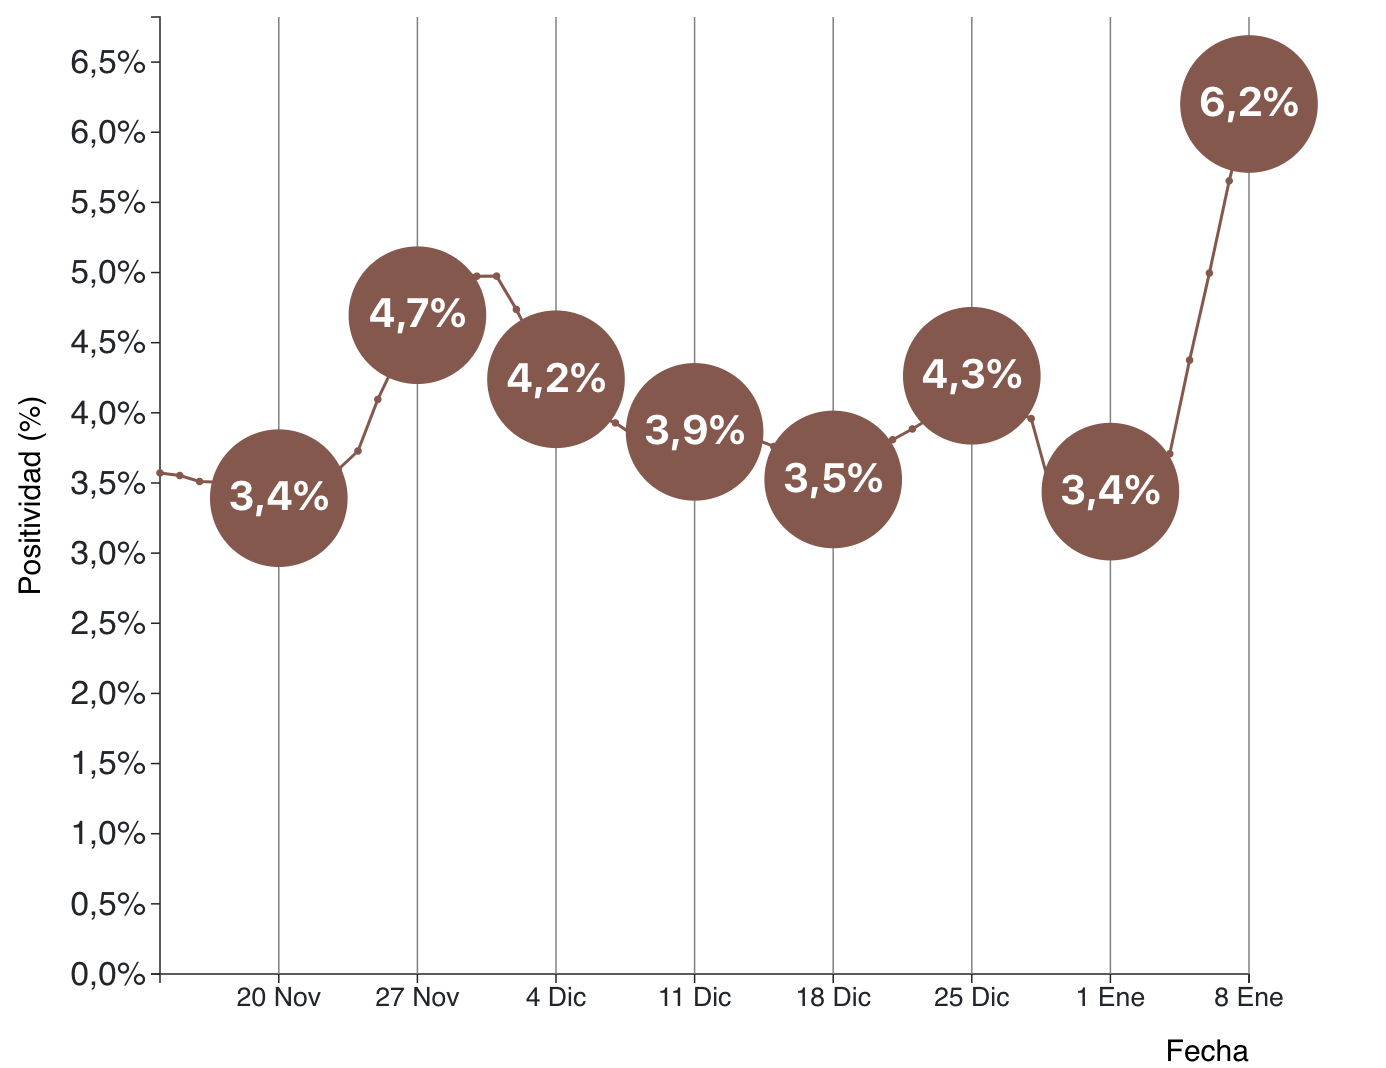 6,5%
6,0%
5,5%
5,0%
4,5%
4,0%
3,5%
3,0%
2,5%
2,0%
1,5%
1,0%
0,5%
0,0%
Positividad (%)
3,4%
4,7%
4,2%
3,9%
3,5%
4,3%
3,4%
6,2%
20 Nov
27 Nov
4 Dic
11 Dic
18 Dic
25 Dic
1 Ene
8 Ene
Fecha